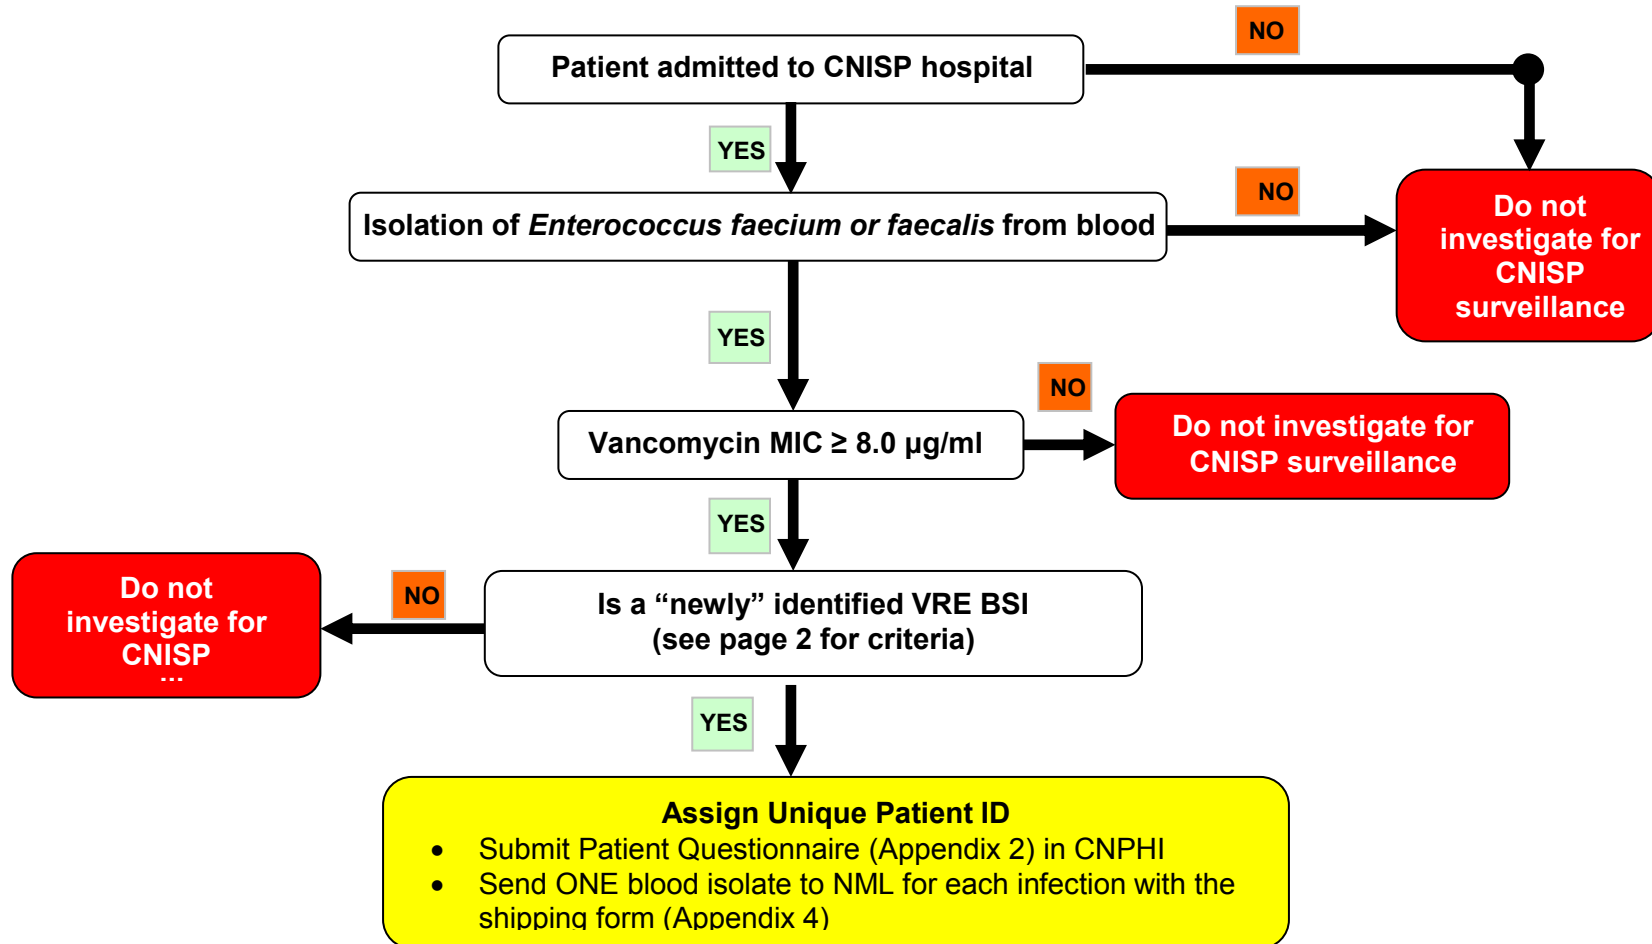 NO
Patient admitted to CNISP hospital
YES
NO
Isolation of Enterococcus faecium or faecalis from blood
Do not
investigate for
CNISP
surveillance
YES
NO
Vancomycin MIC ≥ 8.0 µg/ml
Do not investigate for
CNISP surveillance
YES
Do not
investigate for
CNISP
...
NO
Is a “newly” identified VRE BSI
(see page 2 for criteria)
YES
Assign Unique Patient ID
• Submit Patient Questionnaire (Appendix 2) in CNPHI
• Send ONE blood isolate to NML for each infection with the
shipping form (Appendix 4)